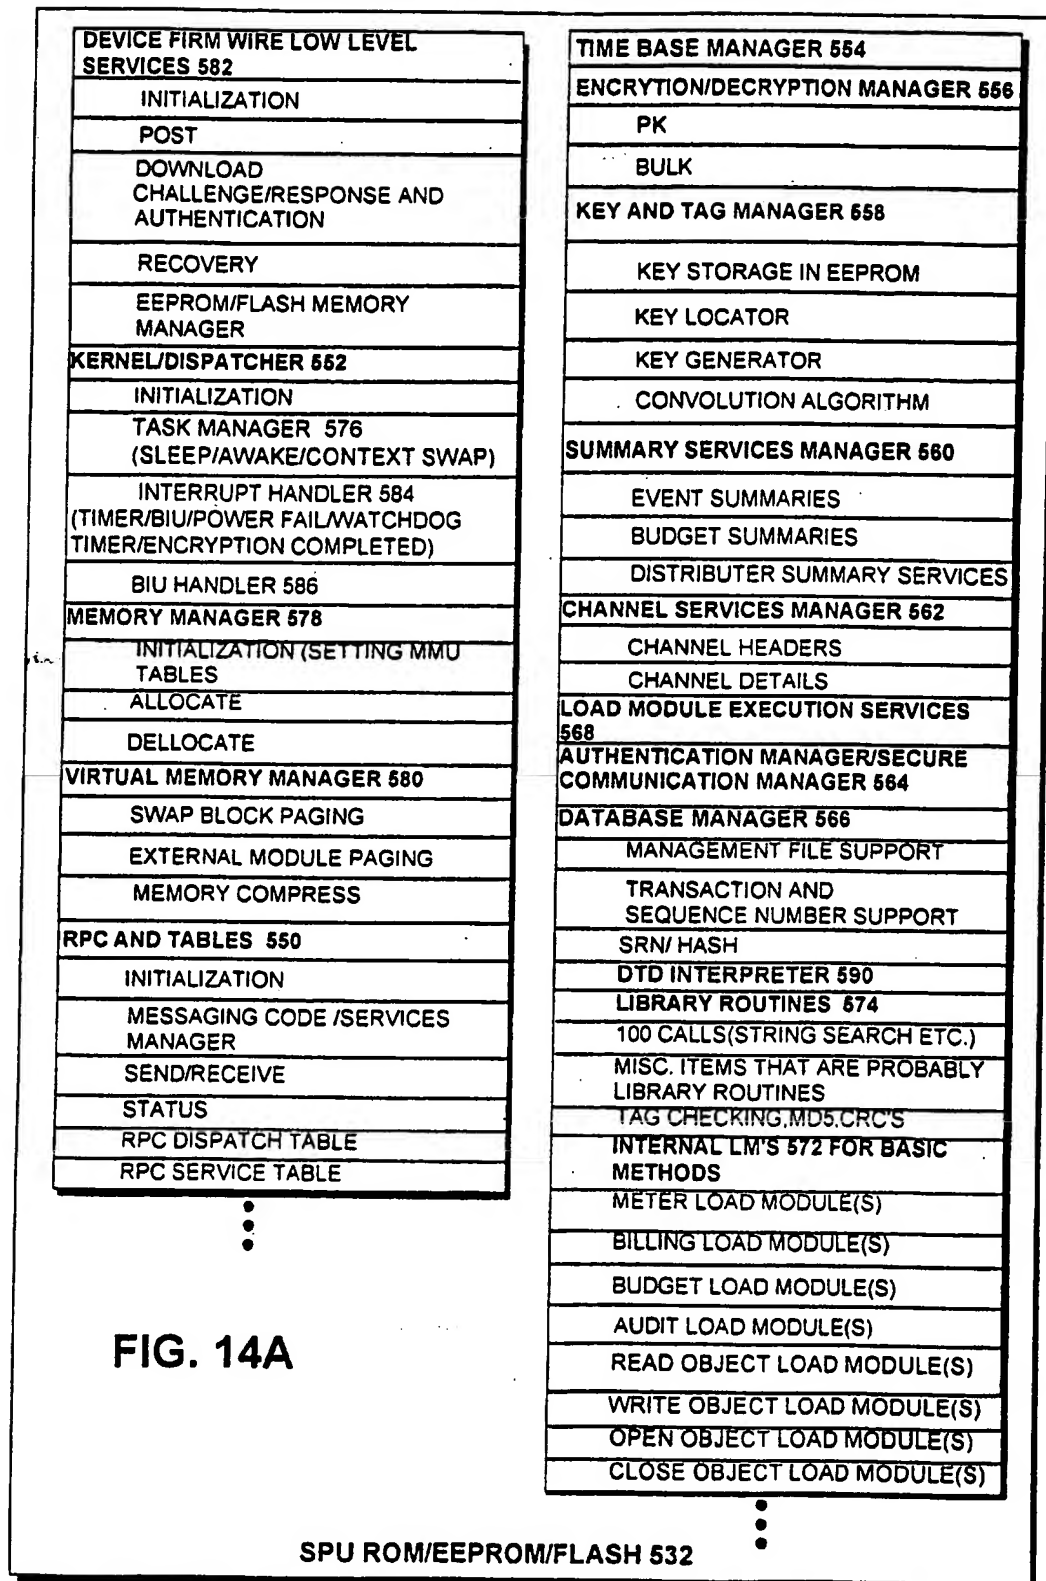 DEVICE FIRM WIRE LOW LEVEL
SERVICES 582
INITIALIZATION
POST
DOWNLOAD
CHALLENGE/RESPONSE AND
AUTHENTICATION
RECOVERY
EEPROM/FLASH MEMORY
MANAGER
KERNEL/DISPATCHER 552
INITIALIZATION
TASK MANAGER 576
(SLEEP/AWAKE/CONTEXT SWAP)
INTERRUPT HANDLER 584
(TIMER/BIU/POWER FAIL/WATCHDOG
TIMER/ENCRYPTION COMPLETED)
BIU HANDLER 586
MEMORY MANAGER 578
INITIALIZATION (SETTING MMU
TABLES
ALLOCATE
DELLOCATE
VIRTUAL MEMORY MANAGER 580
SWAP BLOCK PAGING
EXTERNAL MODULE PAGING
MEMORY COMPRESS
RPC AND TABLES 550
INITIALIZATION
MESSAGING CODE /SERVICES
MANAGER
SEND/RECEIVE
STATUS
RPC DISPATCH TABLE
RPC SERVICE TABLE
TIME BASE MANAGER 554
ENCRYTION/DECRYPTION MANAGER 556
PK
BULK
KEY AND TAG MANAGER 558
KEY STORAGE IN EEPROM
KEY LOCATOR
KEY GENERATOR
CONVOLUTION ALGORITHM
SUMMARY SERVICES MANAGER 560
EVENT SUMMARIES
BUDGET SUMMARIES
DISTRIBUTER SUMMARY SERVICES
CHANNEL SERVICES MANAGER 562
CHANNEL HEADERS
CHANNEL DETAILS
LOAD MODULE EXECUTION SERVICES
568
AUTHENTICATION MANAGER/SECURE
COMMUNICATION MANAGER 564
DATABASE MANAGER 566
MANAGEMENT FILE SUPPORT
TRANSACTION AND
SEQUENCE NUMBER SUPPORT
SRN/ HASH
DTD INTERPRETER 590
LIBRARY ROUTINES 574
100 CALLS(STRING SEARCH ETC.)
MISC. ITEMS THAT ARE PROBABLY
LIBRARY ROUTINES
TAG CHECKING,MD5,CRC'S
INTERNAL LM'S 572 FOR BASIC
METHODS
METER LOAD MODULE(S)
BILLING LOAD MODULE(S)
BUDGET LOAD MODULE(S)
AUDIT LOAD MODULE(S)
READ OBJECT LOAD MODULE(S)
WRITE OBJECT LOAD MODULE(S)
OPEN OBJECT LOAD MODULE(S)
CLOSE OBJECT LOAD MODULE(S)
FIG. 14A
SPU ROM/EEPROM/FLASH 532